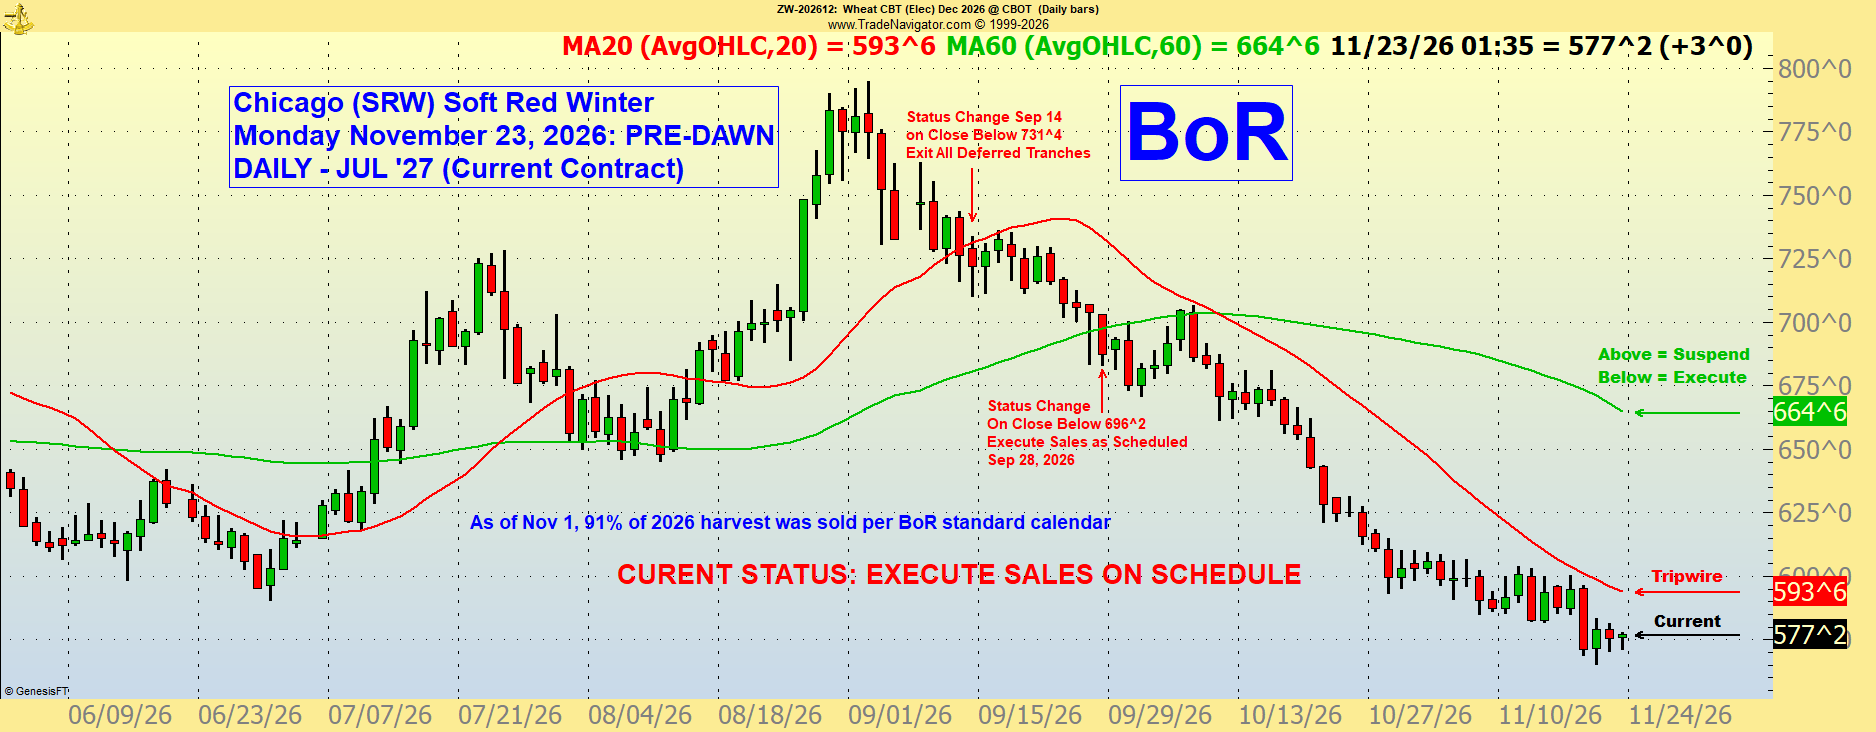 ZW-202612: Wheat CBT (Elec) Dec 2026 @ CBOT (Daily bars)
www.TradeNavigator.com © 1999-2026
MA20 (AvgOHLC,20) = 593^6 MA60 (AvgOHLC,60) = 664^6 11/23/26 01:35 = 577^2 (+3^0)
Chicago (SRW) Soft Red Winter
Monday November 23, 2026: PRE-DAWN
DAILY - JUL '27 (Current Contract)
Status Change Sep 14
on Close Below 731^4
Exit All Deferred Tranches
BoR
800^0
775^0
750^0
725^0
700^0
Above = Suspend
Below = Execute
675^0
664^6
Status Change
On Close Below 696^2
Execute Sales as Scheduled
Sep 28, 2026
650^0
625^0
As of Nov 1, 91% of 2026 harvest was sold per BoR standard calendar
CURENT STATUS: EXECUTE SALES ON SCHEDULE
600^0
Tripwire
593^6
Current
577^2
© GenesisFT
06/09/26 06/23/26 07/07/26 07/21/26 08/04/26 08/18/26 09/01/26 09/15/26 09/29/26 10/13/26 10/27/26 11/10/26 11/24/26